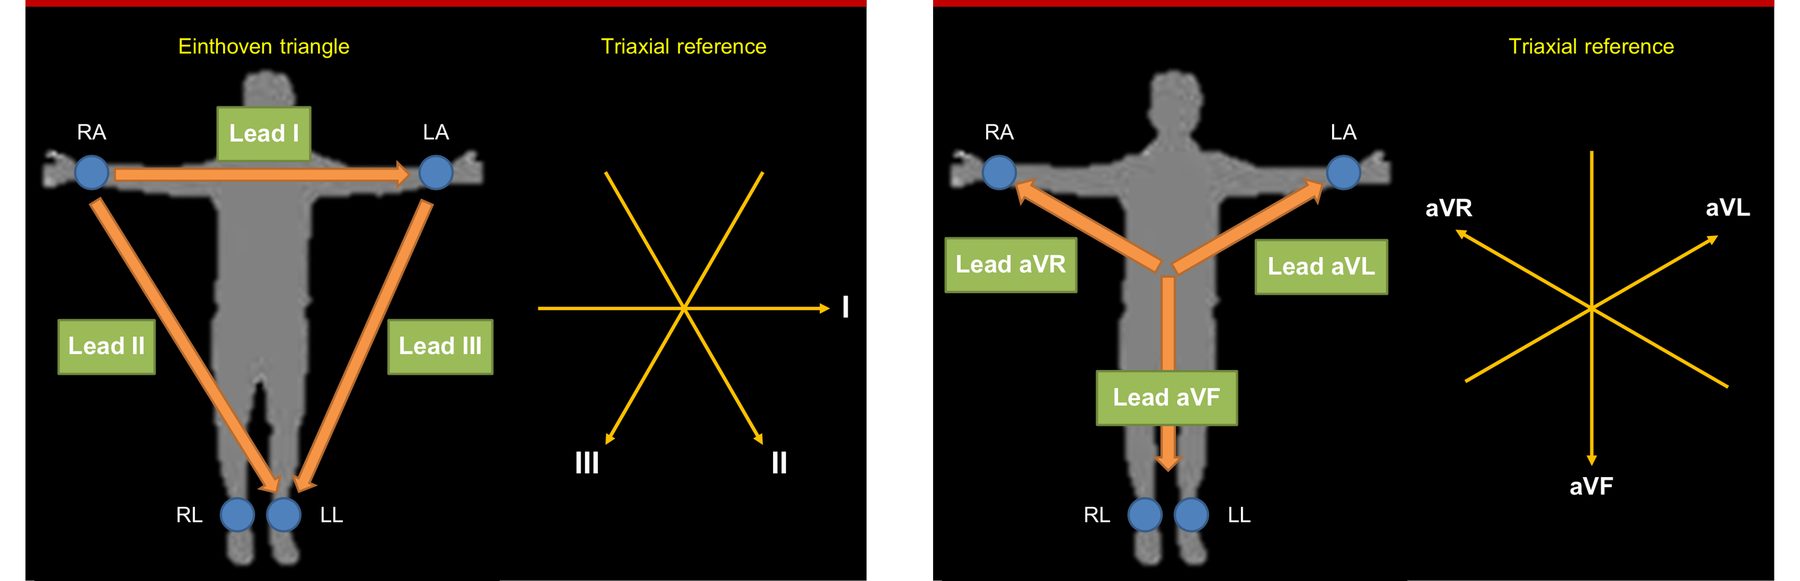 Einthoven triangle
Triaxial reference
RA
Lead I
LA
Lead II
Lead III
I
III
II
RL
LL
Triaxial reference
RA
LA
aVR
aVL
Lead aVR
Lead aVL
Lead aVF
aVF
RL
LL